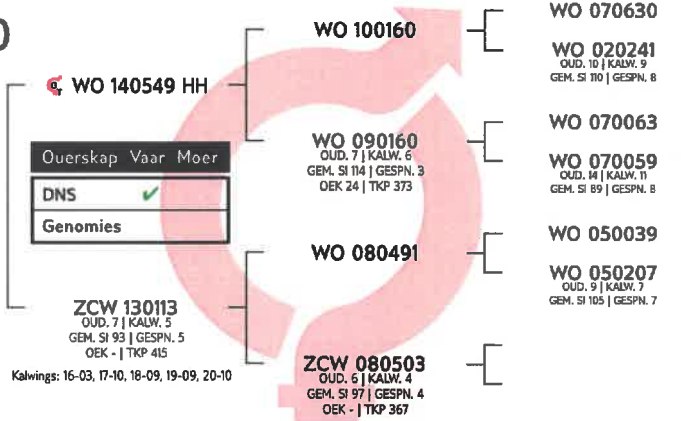 WO 140549 HH
Ouerskap Vaar Moer
DNS ✓
Genomies
ZCW 130113
OUD. 7 | KALW. 5
GEM. SI 93 | GESPN. 5
OEK - | TKP 415
Kalwings: 16-03, 17-10, 18-09, 19-09, 20-10
WO 100160
WO 090160
OUD. 7 | KALW. 6
GEM. SI 114 | GESPN. 3
OEK 24 | TKP 373
WO 080491
ZCW 080503
OUD. 6 | KALW. 4
GEM. SI 97 | GESPN. 4
OEK - | TKP 367
WO 070630
WO 020241
OUD. 10 | KALW. 9
GEM. SI 110 | GESPN. 8
WO 070063
WO 070059
OUD. 14 | KALW. 11
GEM. SI 89 | GESPN. 8
WO 050039
WO 050207
OUD. 9 | KALW. 7
GEM. SI 105 | GESPN. 7